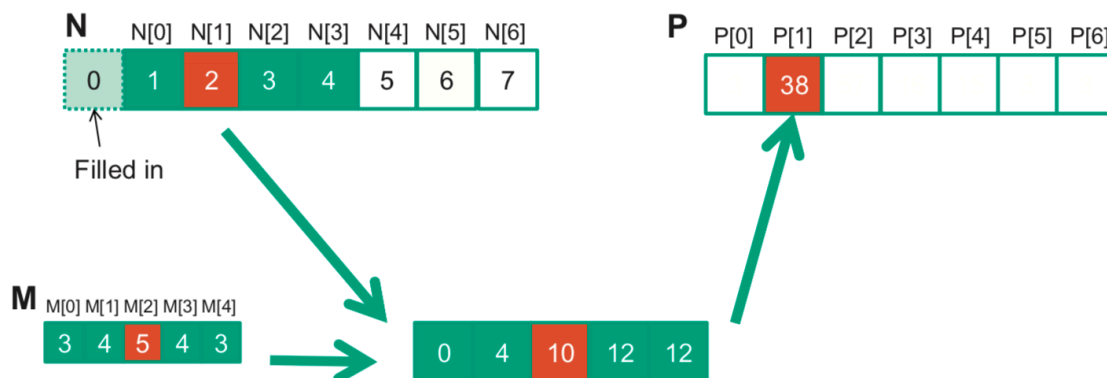 N N[0] N[1] N[2] N[3] N[4] N[5] N[6]
0 1 2 3 4 5 6 7
Filled in
P P[0] P[1] P[2] P[3] P[4] P[5] P[6]
38
M M[0] M[1] M[2] M[3] M[4]
3 4 5 4 3
0 4 10 12 12